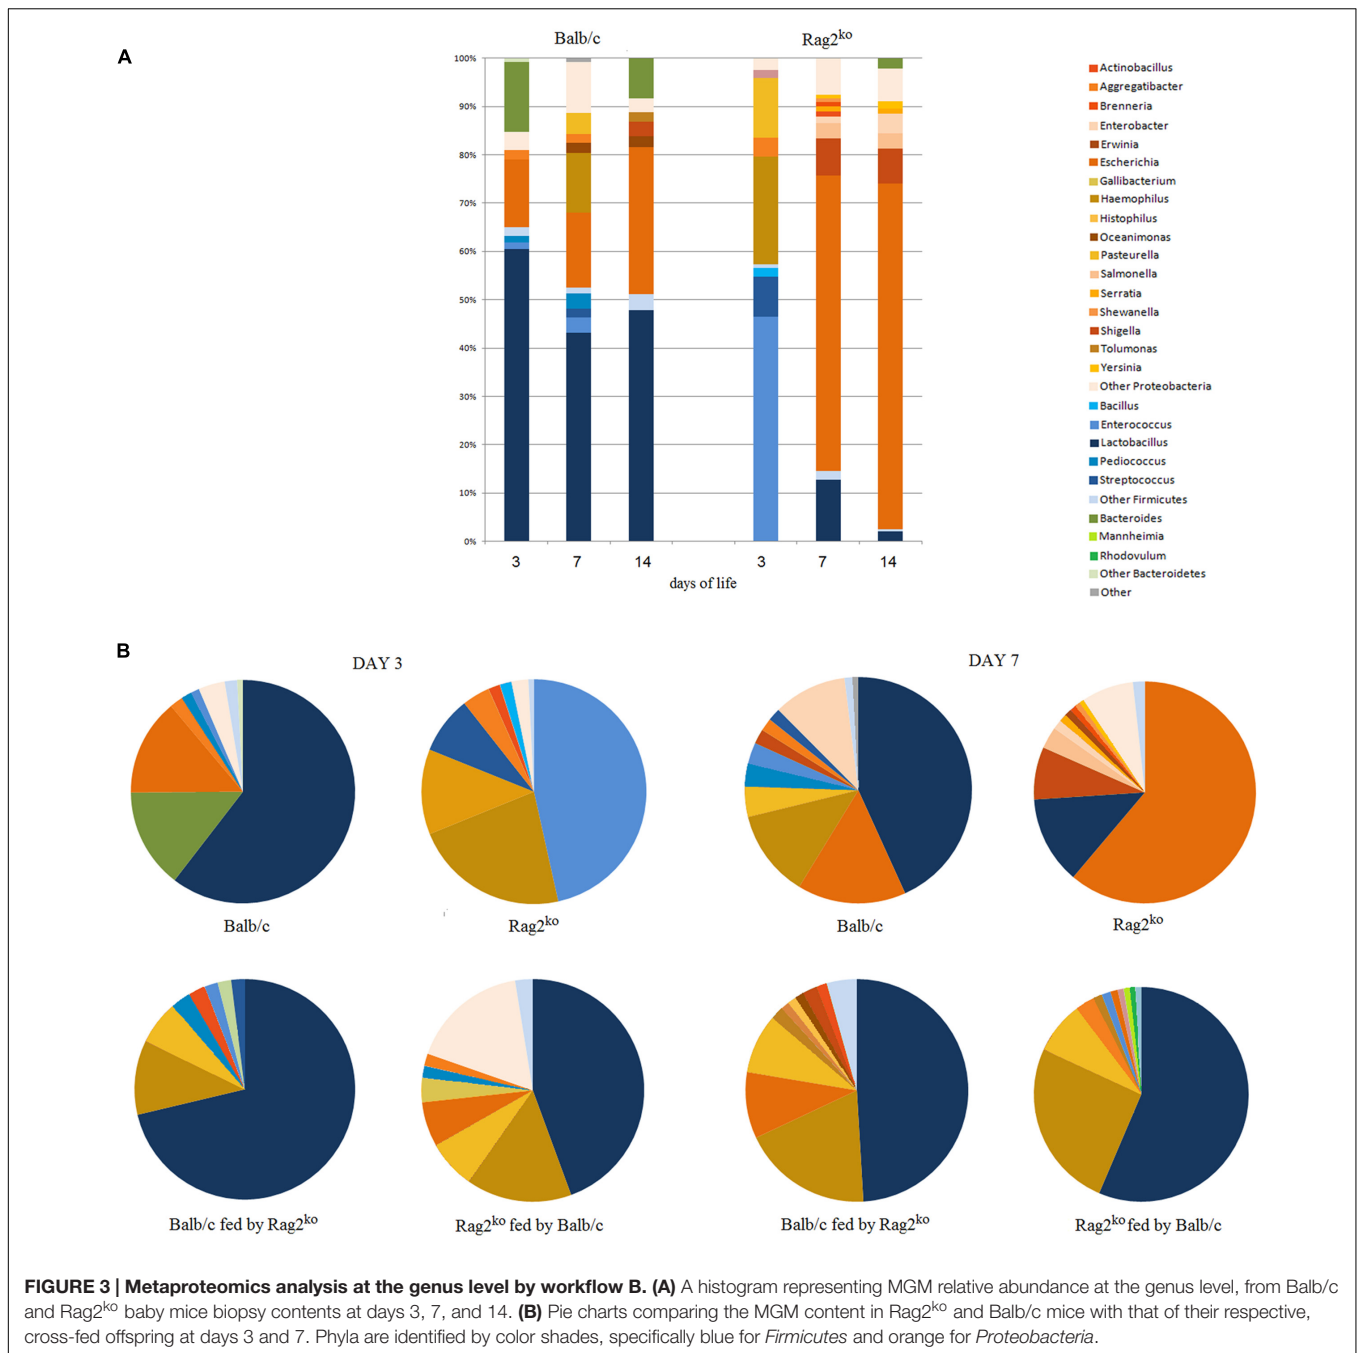 A
Balb/c
Rag2ko
100%
90%
80%
70%
60%
50%
40%
30%
20%
10%
0%
3
7
14
3
7
14
days of life
Actinobacillus
Aggregatibacter
Brenneria
Enterobacter
Erwinia
Escherichia
Gallibacterium
Haemophilus
Histophilus
Oceanimonas
Pasteurella
Salmonella
Serratia
Shewanella
Shigella
Tolumonas
Yersinia
Other Proteobacteria
Bacillus
Enterococcus
Lactobacillus
Pediococcus
Streptococcus
Other Firmicutes
Bacteroides
Mannheimia
Rhodovulum
Other Bacteroidetes
Other
B
DAY 3
DAY 7
Balb/c
Rag2ko
Balb/c
Rag2ko
Balb/c fed by Rag2ko
Rag2ko fed by Balb/c
Balb/c fed by Rag2ko
Rag2ko fed by Balb/c
FIGURE 3 | Metaproteomics analysis at the genus level by workflow B. (A) A histogram representing MGM relative abundance at the genus level, from Balb/c
and Rag2ko baby mice biopsy contents at days 3, 7, and 14. (B) Pie charts comparing the MGM content in Rag2ko and Balb/c mice with that of their respective,
cross-fed offspring at days 3 and 7. Phyla are identified by color shades, specifically blue for Firmicutes and orange for Proteobacteria.